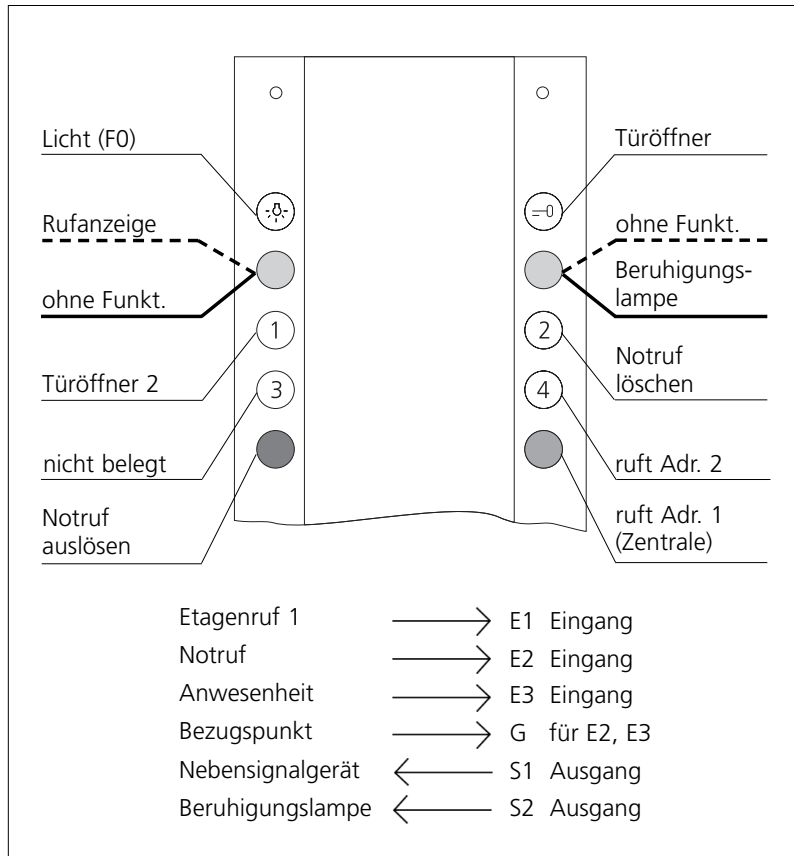 Licht (F0)
Türöffner
Rufanzeige
ohne Funkt.
ohne Funkt.
Beruhigungs-
lampe
1
2
Türöffner 2
Notruf
löschen
3
4
nicht belegt
ruft Adr. 2
Notruf
auslösen
ruft Adr. 1
(Zentrale)
Etagenruf 1 E1 Eingang
Notruf E2 Eingang
Anwesenheit E3 Eingang
Bezugspunkt G für E2, E3
Nebensignalgerät S1 Ausgang
Beruhigungslampe S2 Ausgang